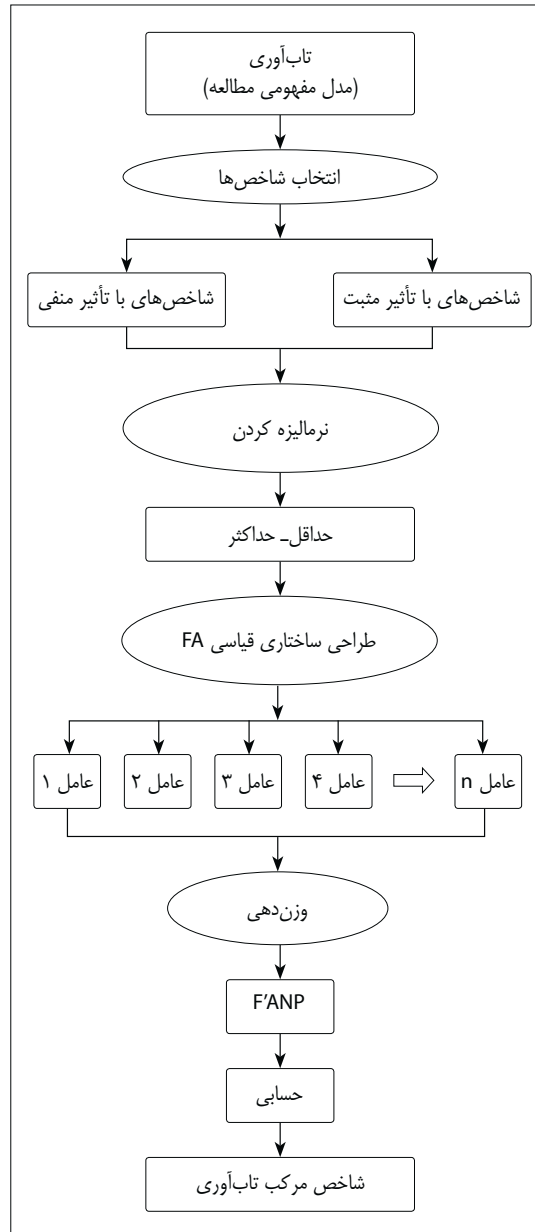 تاب‌آوری
(مدل مفهومی مطالعه)
انتخاب شاخص‌ها
شاخص‌های با تأثیر مثبت
شاخص‌های با تأثیر منفی
نرمالیزه کردن
حداقل‌ـ حداکثر
طراحی ساختاری قیاسی FA
عامل ۱
عامل ۲
عامل ۳
عامل ۴
عامل n
وزن‌دهی
F'ANP
حسابی
شاخص مرکب تاب‌آوری